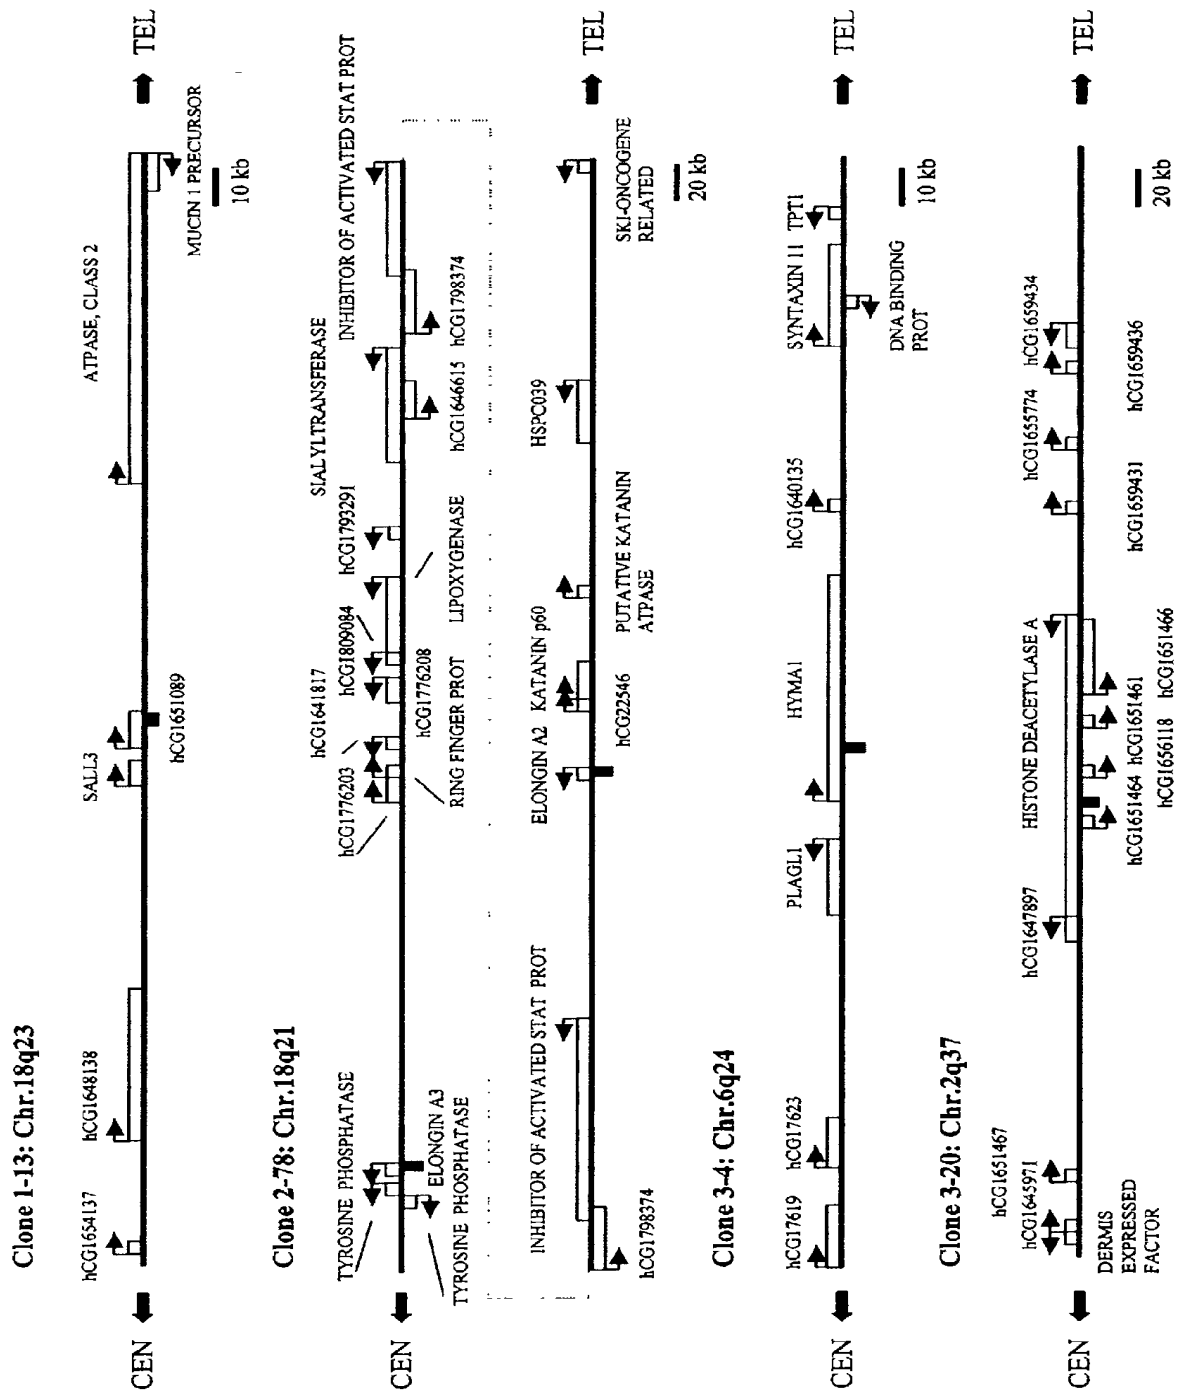 Clone 1-13: Chr.18q23
hCG1654137
hCG1648138
SALL3
ATPASE, CLASS 2
CEN
TEL
hCG1651089
MUCIN 1 PRECURSOR
10 kb
Clone 2-78: Chr.18q21
TYROSINE PHOSPHATASE
hCG1776203
hCG1641817
hCG1809084
hCG1793291
SIALYLTRANSFERASE
INHIBITOR OF ACTIVATED STAT PROT
ELONGIN A3
TYROSINE PHOSPHATASE
RING FINGER PROT
hCG1776208
LIPOXYGENASE
hCG1646615
hCG1798374
INHIBITOR OF ACTIVATED STAT PROT
ELONGIN A2
KATANIN p60
HSPC039
TEL
hCG1798374
hCG22546
PUTATIVE KATANIN
ATPASE
SKI-ONCOGENE
RELATED
20 kb
Clone 3-4: Chr.6q24
hCG17619
hCG17623
PLAGL1
HYMA1
hCG1640135
SYNTAXIN 11
TPT1
CEN
TEL
DNA BINDING
PROT
10 kb
Clone 3-20: Chr.2q37
hCG1651467
hCG1645971
hCG1647897
HISTONE DEACETYLASE A
hCG1655774
hCG1659434
CEN
TEL
DERMIS
EXPRESSED
FACTOR
hCG1651464
hCG1651461
hCG1656118
hCG1651466
hCG1659431
hCG1659436
20 kb